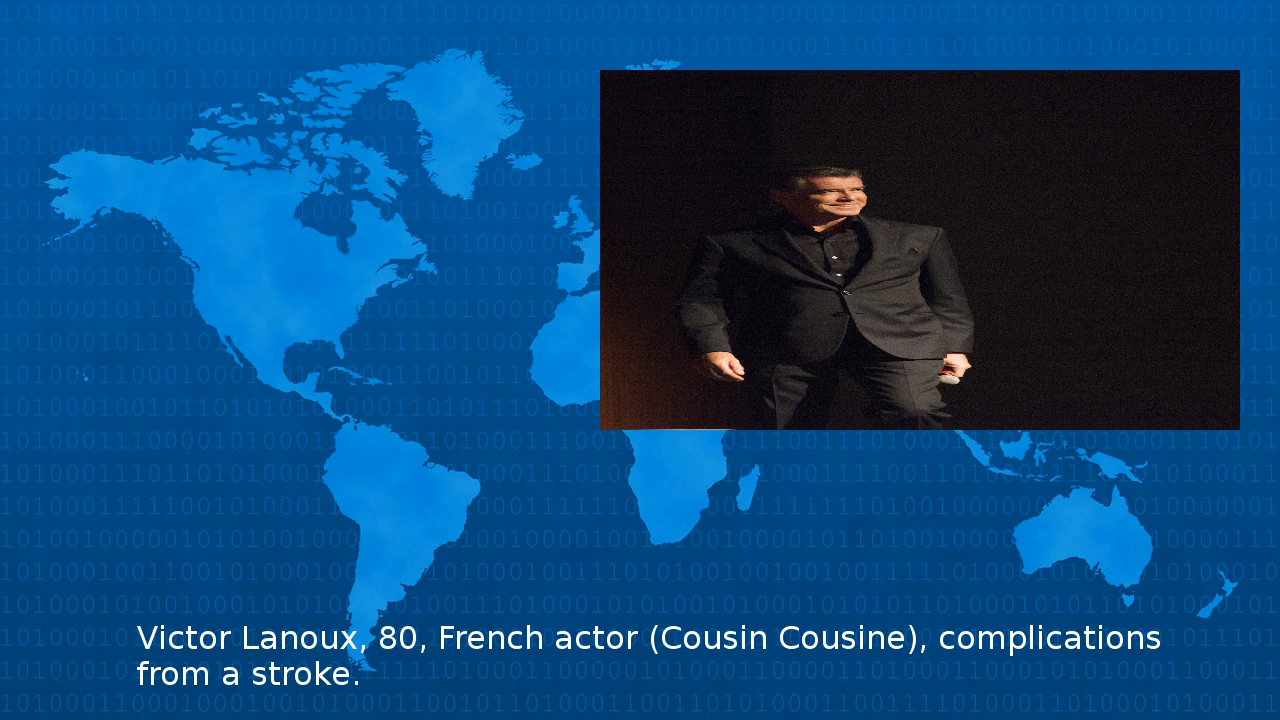 Victor Lanoux, 80, French actor (Cousin Cousine), complications
from a stroke.